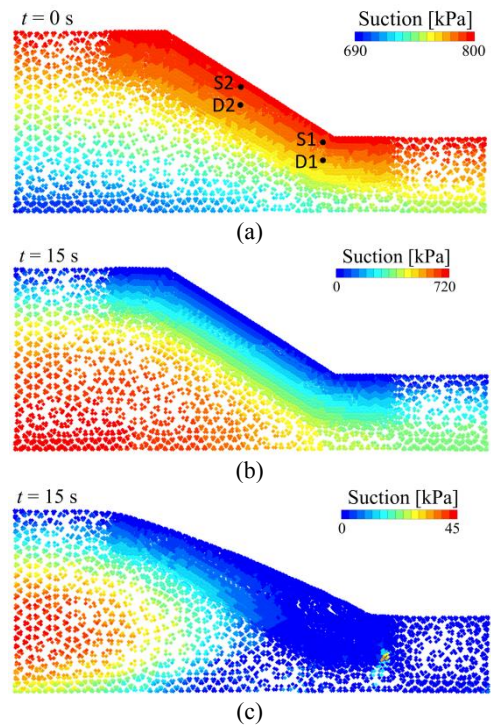 t = 0 s
Suction [kPa]
690 800
S2
D2
S1
D1
(a)
t = 15 s
Suction [kPa]
0 720
(b)
t = 15 s
Suction [kPa]
0 45
(c)